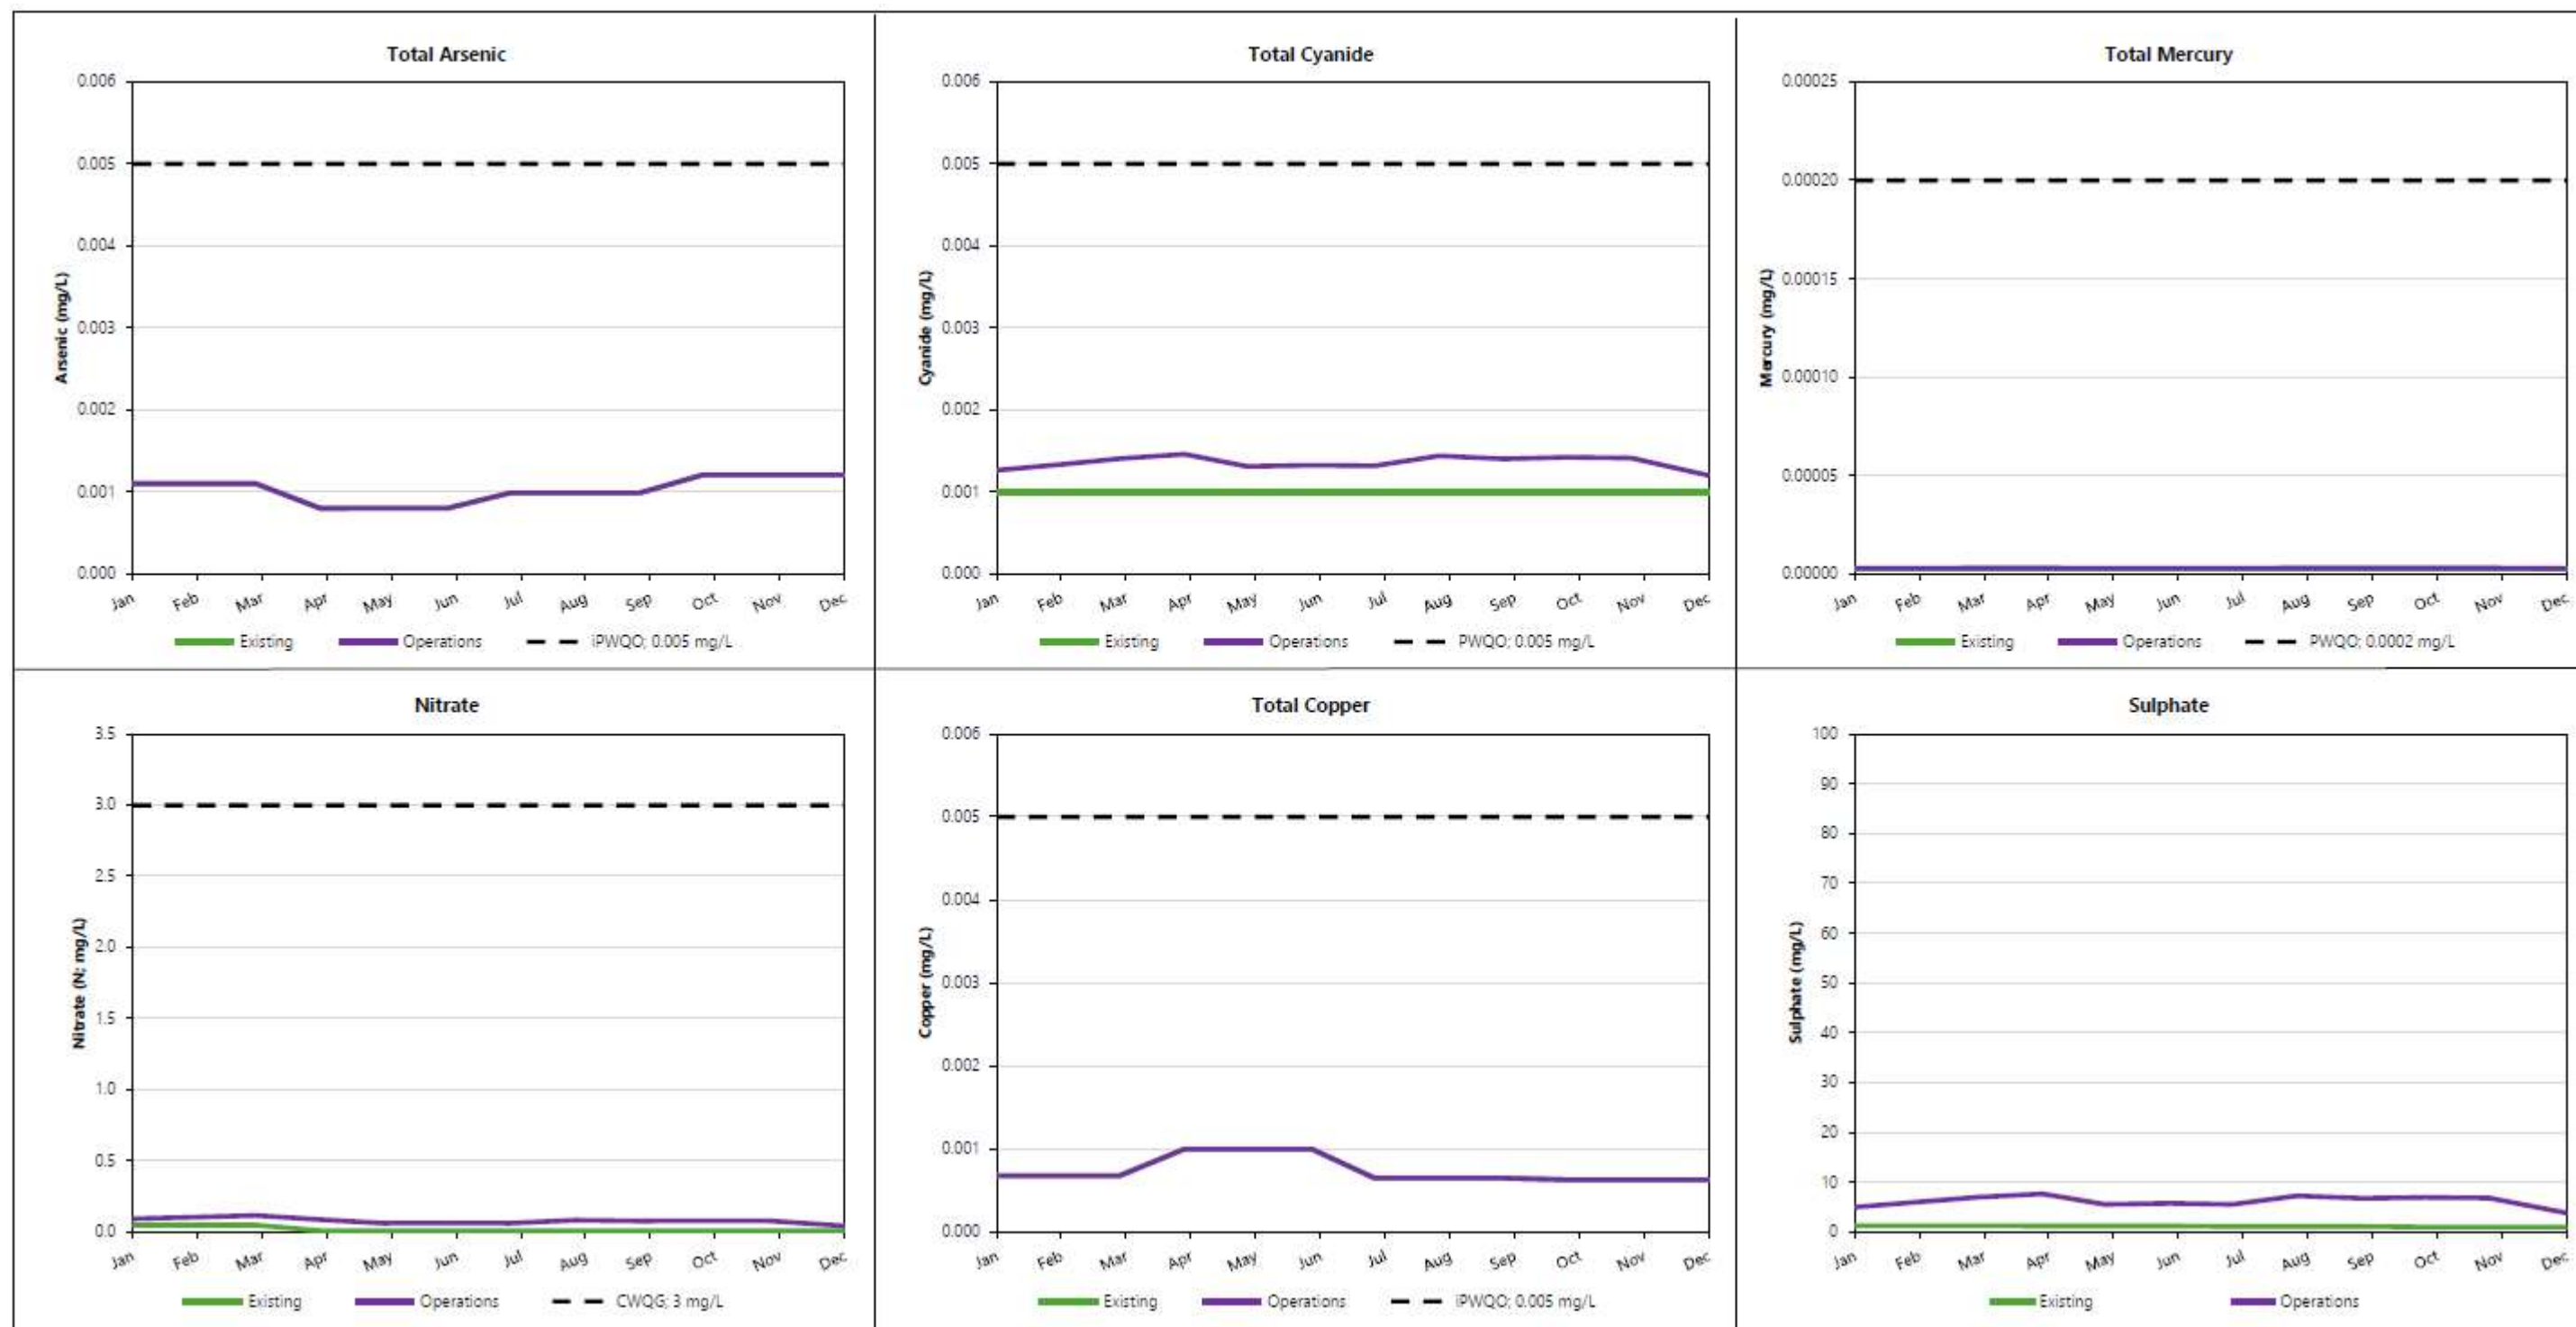 Total Arsenic
0.006
0.005
0.004
0.003
0.002
0.001
0.000
Arsenic (mg/L)
Jan Feb Mar Apr May Jun Jul Aug Sep Oct Nov Dec
Existing Operations iPWQO; 0.005 mg/L
Total Cyanide
0.006
0.005
0.004
0.003
0.002
0.001
0.000
Cyanide (mg/L)
Jan Feb Mar Apr May Jun Jul Aug Sep Oct Nov Dec
Existing Operations PWQO; 0.005 mg/L
Total Mercury
0.00025
0.00020
0.00015
0.00010
0.00005
0.00000
Mercury (mg/L)
Jan Feb Mar Apr May Jun Jul Aug Sep Oct Nov Dec
Existing Operations PWQO; 0.0002 mg/L
Nitrate
3.5
3.0
2.5
2.0
1.5
1.0
0.5
0.0
Nitrate (N; mg/L)
Jan Feb Mar Apr May Jun Jul Aug Sep Oct Nov Dec
Existing Operations CWQG; 3 mg/L
Total Copper
0.006
0.005
0.004
0.003
0.002
0.001
0.000
Copper (mg/L)
Jan Feb Mar Apr May Jun Jul Aug Sep Oct Nov Dec
Existing Operations iPWQO; 0.005 mg/L
Sulphate
100
90
80
70
60
50
40
30
20
10
0
Sulphate (mg/L)
Jan Feb Mar Apr May Jun Jul Aug Sep Oct Nov Dec
Existing Operations